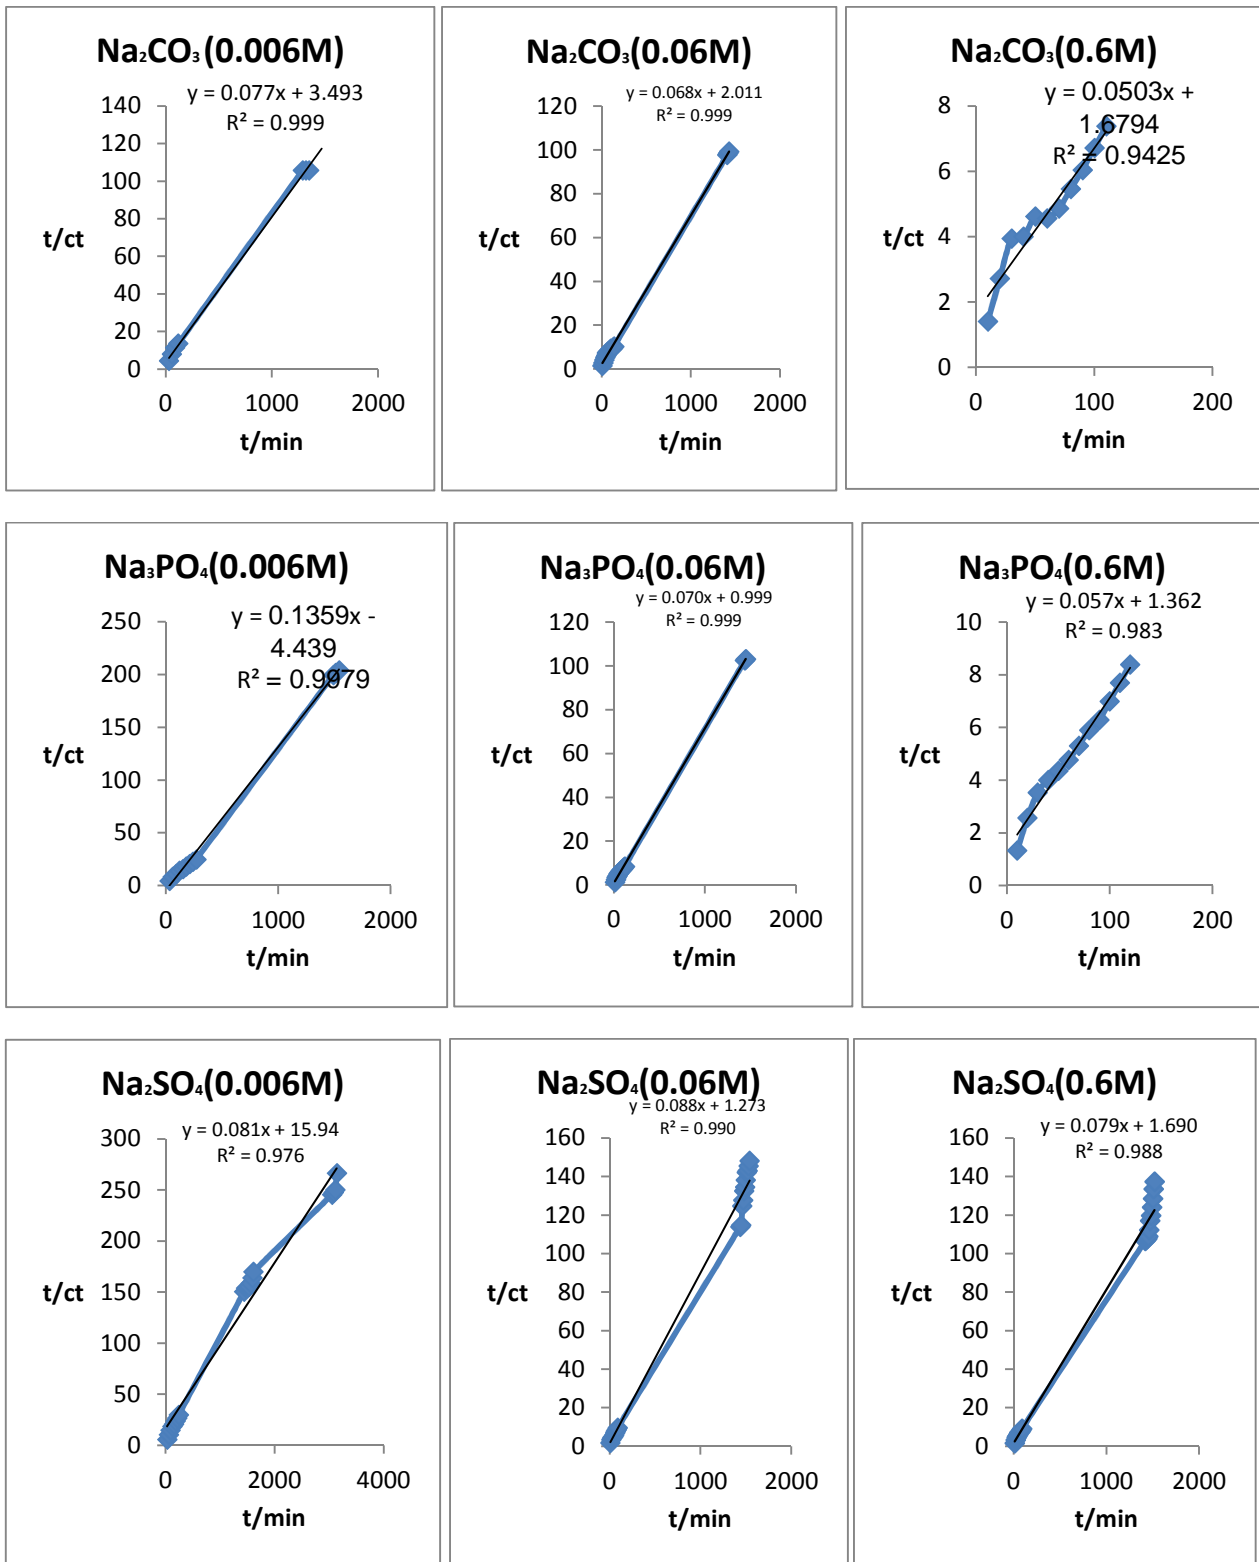 Na₂CO₃(0.006M)
y = 0.077x + 3.493
R² = 0.999
140
120
100
80
60
40
20
0
t/ct
0 1000 2000
t/min
Na₂CO₃(0.06M)
y = 0.068x + 2.011
R² = 0.999
120
100
80
60
40
20
0
t/ct
0 1000 2000
t/min
Na₂CO₃(0.6M)
y = 0.0503x +
1.6794
R² = 0.9425
8
6
4
2
0
t/ct
0 100 200
t/min
Na₃PO₄(0.006M)
y = 0.1359x -
4.439
R² = 0.9979
250
200
150
100
50
0
t/ct
0 1000 2000
t/min
Na₃PO₄(0.06M)
y = 0.070x + 0.999
R² = 0.999
120
100
80
60
40
20
0
t/ct
0 1000 2000
t/min
Na₃PO₄(0.6M)
y = 0.057x + 1.362
R² = 0.983
10
8
6
4
2
0
t/ct
0 100 200
t/min
Na₂SO₄(0.006M)
y = 0.081x + 15.94
R² = 0.976
300
250
200
150
100
50
0
t/ct
0 2000 4000
t/min
Na₂SO₄(0.06M)
y = 0.088x + 1.273
R² = 0.990
160
140
120
100
80
60
40
20
0
t/ct
0 1000 2000
t/min
Na₂SO₄(0.6M)
y = 0.079x + 1.690
R² = 0.988
160
140
120
100
80
60
40
20
0
t/ct
0 1000 2000
t/min